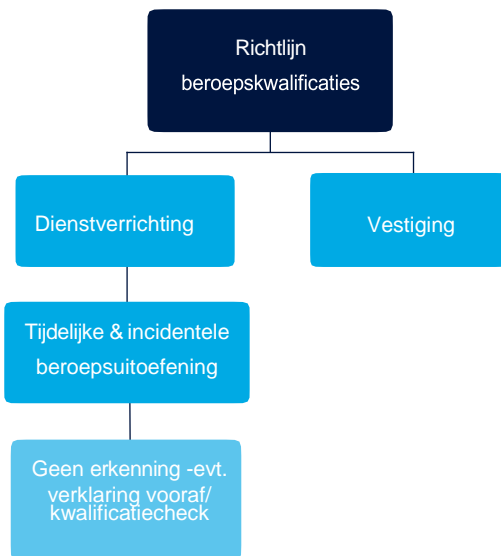 Richtlijn
beroepskwalificaties
Dienstverrichting
Vestiging
Tijdelijke & incidentele
beroepsuitoefening
Geen erkenning -evt.
verklaring vooraf/
kwalificatiecheck